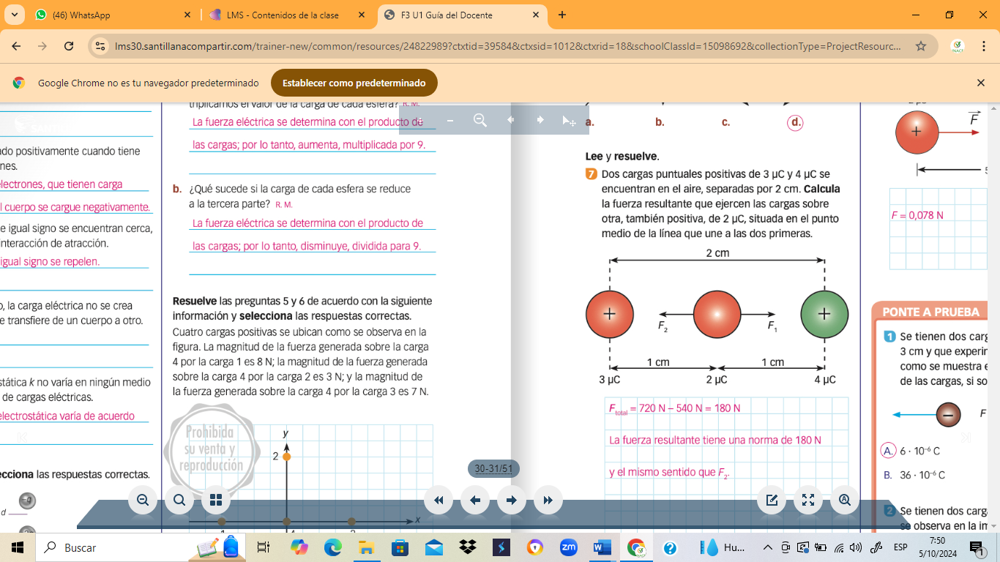 (46) WhatsApp
LMS - Contenidos de la clase
F3 U1 Guía del Docente
lms30.santillanacompartir.com/trainer-new/common/resources/24822989?ctxtid=39584&ctxsid=1012&ctxrid=18&schoolClassId=15098692&collectionType=ProjectResourc...
Google Chrome no es tu navegador predeterminado
Establecer como predeterminado
ado positivamente cuando tiene
nes.
electrones, que tienen carga
l cuerpo se cargue negativamente.
e igual signo se encuentran cerca,
interacción de atracción.
igual signo se repelen.
o, la carga eléctrica no se crea
e transfiere de un cuerpo a otro.
stática k no varía en ningún medio
de cargas eléctricas.
electrostática varía de acuerdo
ecciona las respuestas correctas.
d
triplicamos el valor de la carga de cada esfera? R. M.
La fuerza eléctrica se determina con el producto de
las cargas; por lo tanto, aumenta, multiplicada por 9.
b. ¿Qué sucede si la carga de cada esfera se reduce
a la tercera parte? R. M.
La fuerza eléctrica se determina con el producto de
las cargas; por lo tanto, disminuye, dividida para 9.
Resuelve las preguntas 5 y 6 de acuerdo con la siguiente
información y selecciona las respuestas correctas.
Cuatro cargas positivas se ubican como se observa en la
figura. La magnitud de la fuerza generada sobre la carga
4 por la carga 1 es 8 N; la magnitud de la fuerza generada
sobre la carga 4 por la carga 2 es 3 N; y la magnitud de
la fuerza generada sobre la carga 4 por la carga 3 es 7 N.
Prohibida
su venta y
reproducción
y
2
x
30-31/51
a. b. c. d.
Lee y resuelve.
7 Dos cargas puntuales positivas de 3 µC y 4 µC se
encuentran en el aire, separadas por 2 cm. Calcula
la fuerza resultante que ejercen las cargas sobre
otra, también positiva, de 2 µC, situada en el punto
medio de la línea que une a las dos primeras.
2 cm
+ +
F2 F1
1 cm 1 cm
3 µC 2 µC 4 µC
Ftotal = 720 N – 540 N = 180 N
La fuerza resultante tiene una norma de 180 N
y el mismo sentido que F2.
+ F
F = 0,078 N
PONTE A PRUEBA
1 Se tienen dos carg
3 cm y que experir
como se muestra e
de las cargas, si so
– F
A. 6 · 10–6 C
B. 36 · 10–6 C
2 Se tienen dos carga
se observa en la im
Buscar
zm
Hu...
ESP
7:50
5/10/2024
1